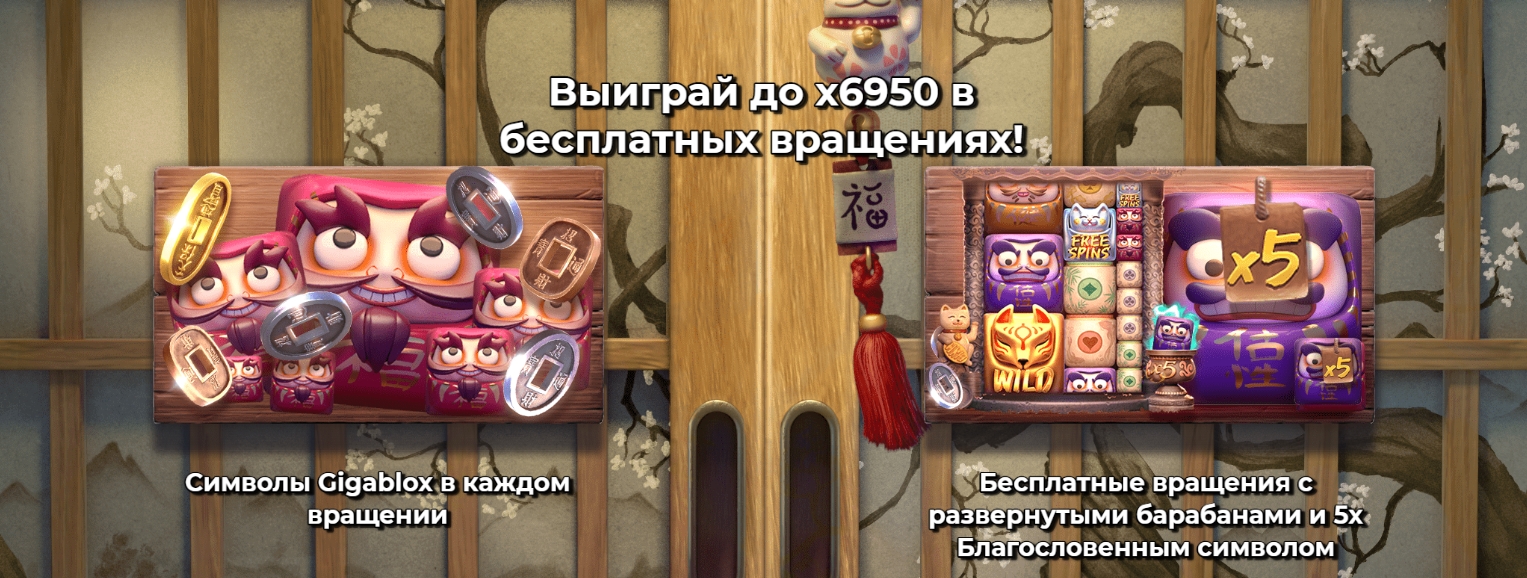 Выиграй до x6950 в
бесплатных вращениях!
福
FREE
SPINS
FREE
SPINS
x5
WILD
x5
x5
Символы Gigablox в каждом
вращении
Бесплатные вращения с
развернутыми барабанами и 5x
Благословенным символом